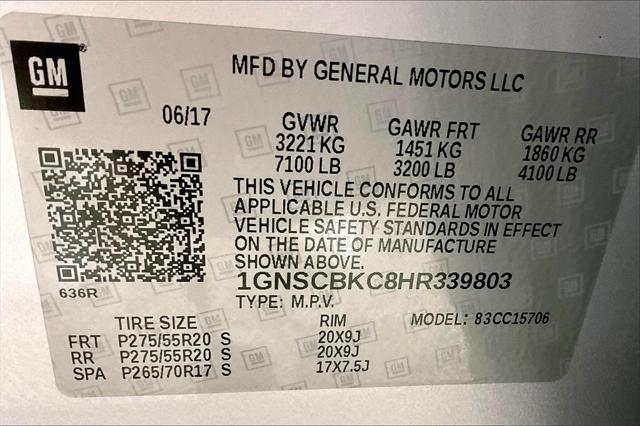 GM
MFD BY GENERAL MOTORS LLC
06/17
GVWR GAWR FRT GAWR RR
3221 KG 1451 KG 1860 KG
7100 LB 3200 LB 4100 LB
THIS VEHICLE CONFORMS TO ALL
APPLICABLE U.S. FEDERAL MOTOR
VEHICLE SAFETY STANDARDS IN EFFECT
ON THE DATE OF MANUFACTURE
SHOWN ABOVE.
1GNSCBKC8HR339803
636R
TYPE: M.P.V.
MODEL: 83CC15706
TIRE SIZE RIM
FRT P275/55R20 S 20X9J
RR P275/55R20 S 20X9J
SPA P265/70R17 S 17X7.5J